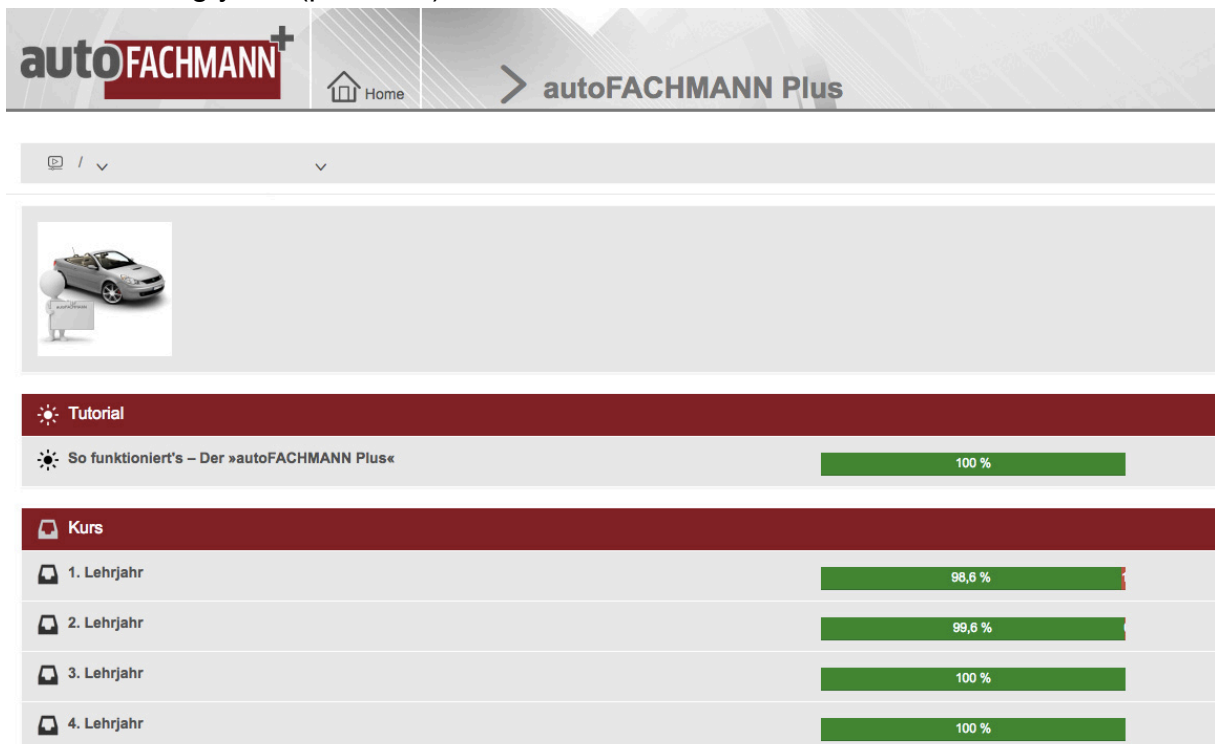 autoFACHMANN+
Home
autoFACHMANN Plus
/
Tutorial
So funktioniert's – Der »autoFACHMANN Plus«
100 %
Kurs
1. Lehrjahr
98,6 %
2. Lehrjahr
99,6 %
3. Lehrjahr
100 %
4. Lehrjahr
100 %